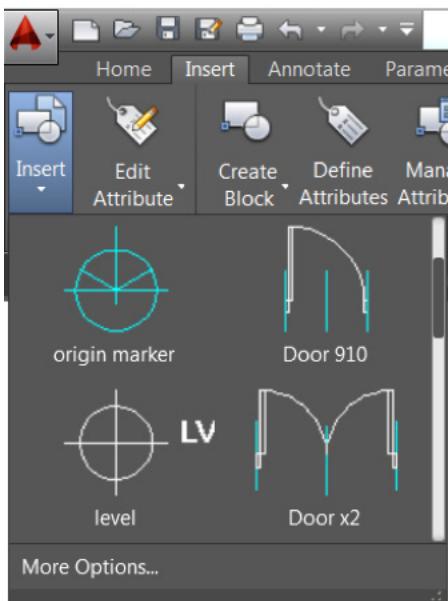 Home Insert Annotate Parame
Insert Edit Attribute Create Block Define Attributes Mana Attrib
origin marker Door 910
LV
level Door x2
More Options...